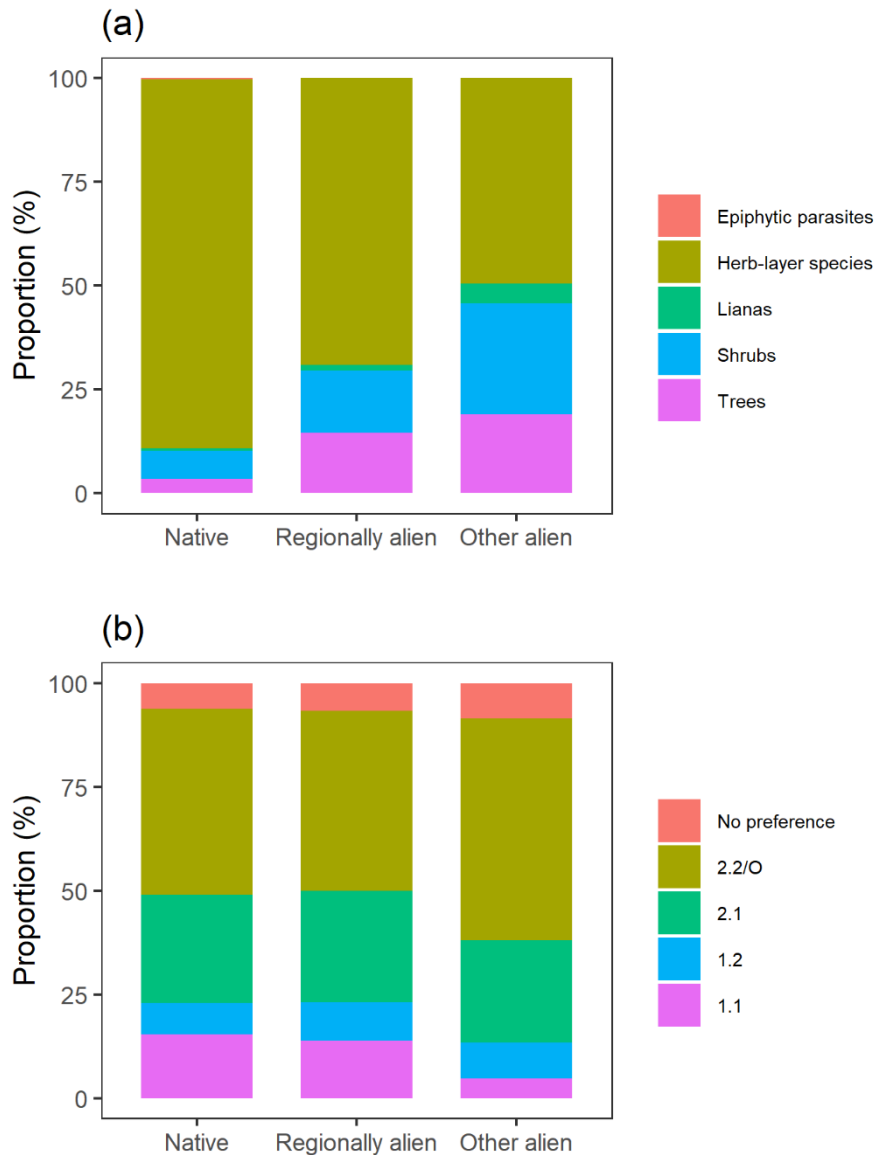 (a)
Proportion (%)
100
75
50
25
0
Native
Regionally alien
Other alien
Epiphytic parasites
Herb-layer species
Lianas
Shrubs
Trees
(b)
Proportion (%)
100
75
50
25
0
Native
Regionally alien
Other alien
No preference
2.2/O
2.1
1.2
1.1